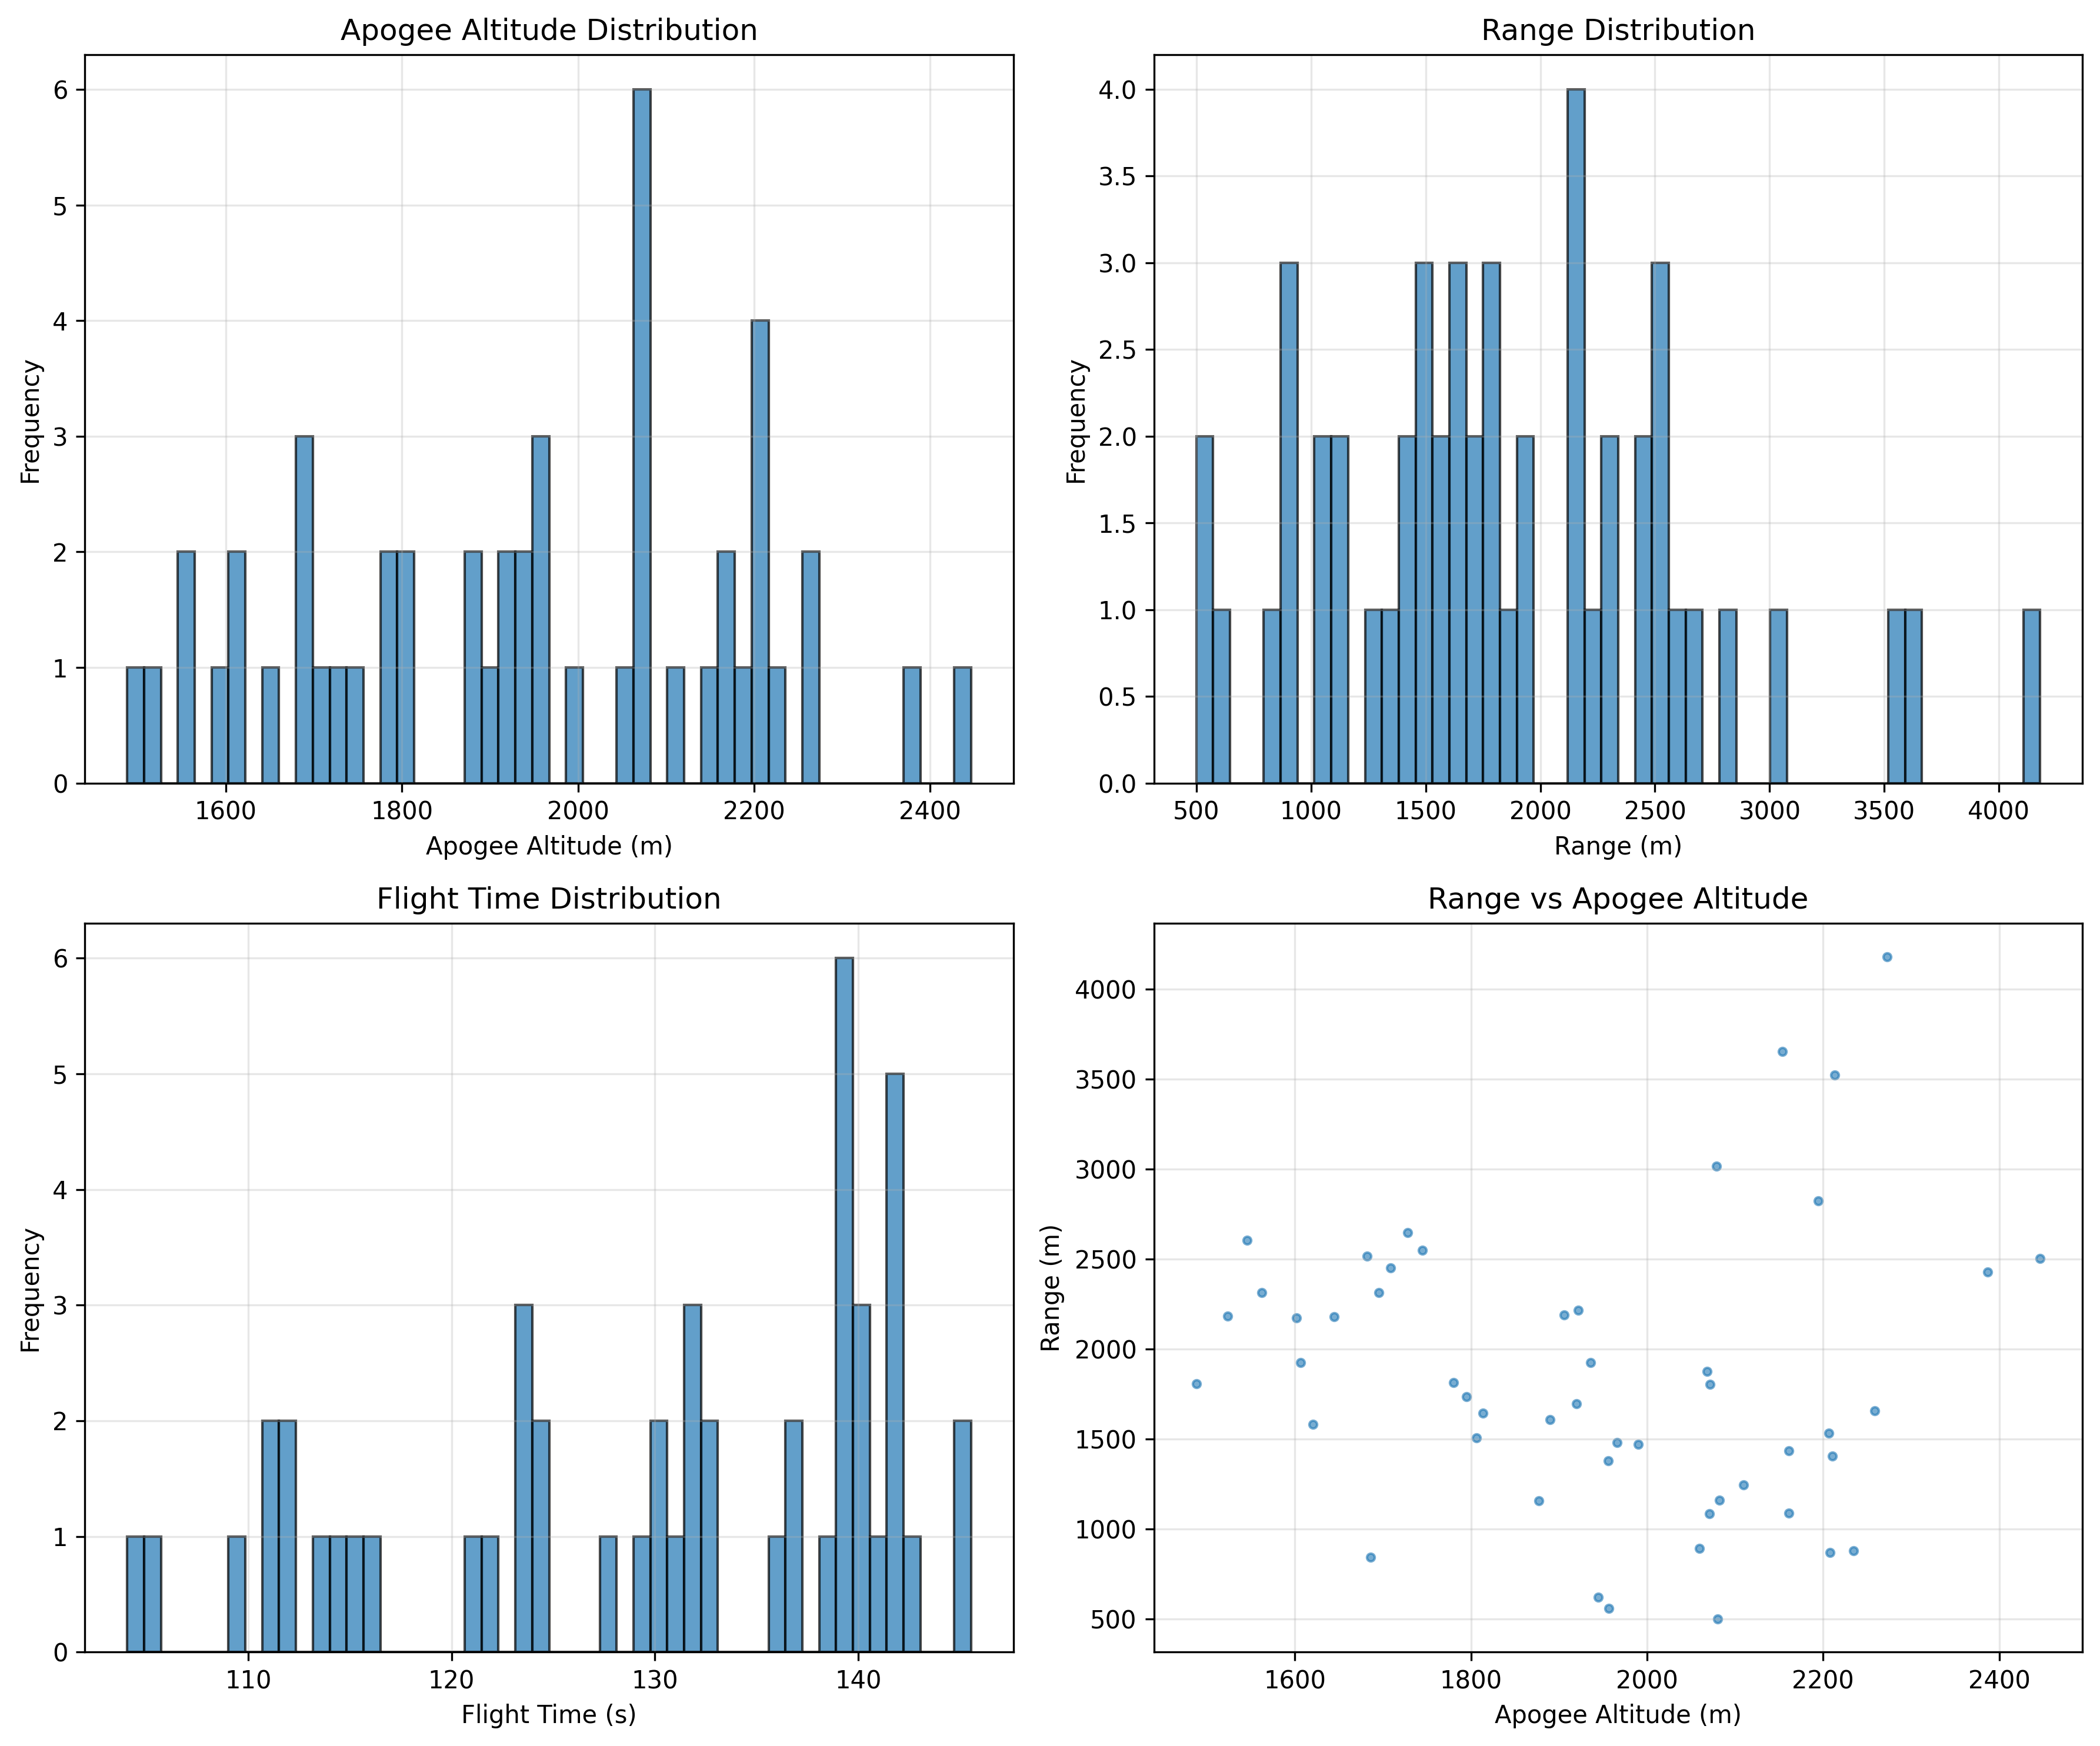 Apogee Altitude Distribution
6
5
4
3
2
1
0
Frequency
1600 1800 2000 2200 2400
Apogee Altitude (m)
Range Distribution
4.0
3.5
3.0
2.5
2.0
1.5
1.0
0.5
0.0
Frequency
500 1000 1500 2000 2500 3000 3500 4000
Range (m)
Flight Time Distribution
6
5
4
3
2
1
0
Frequency
110 120 130 140
Flight Time (s)
Range vs Apogee Altitude
4000
3500
3000
2500
2000
1500
1000
500
Range (m)
1600 1800 2000 2200 2400
Apogee Altitude (m)